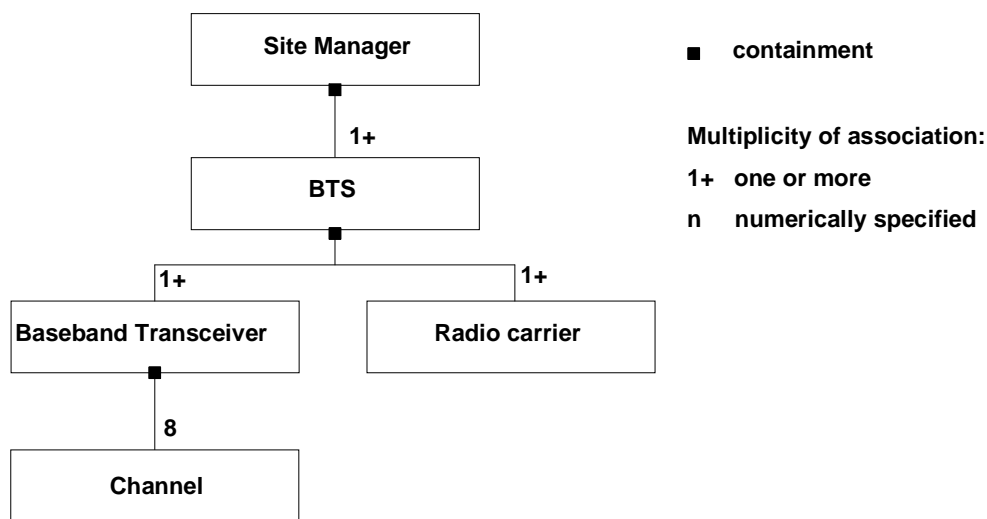 Site Manager
■ containment
1+
Multiplicity of association:
BTS
1+ one or more
n numerically specified
1+
1+
Baseband Transceiver
Radio carrier
8
Channel